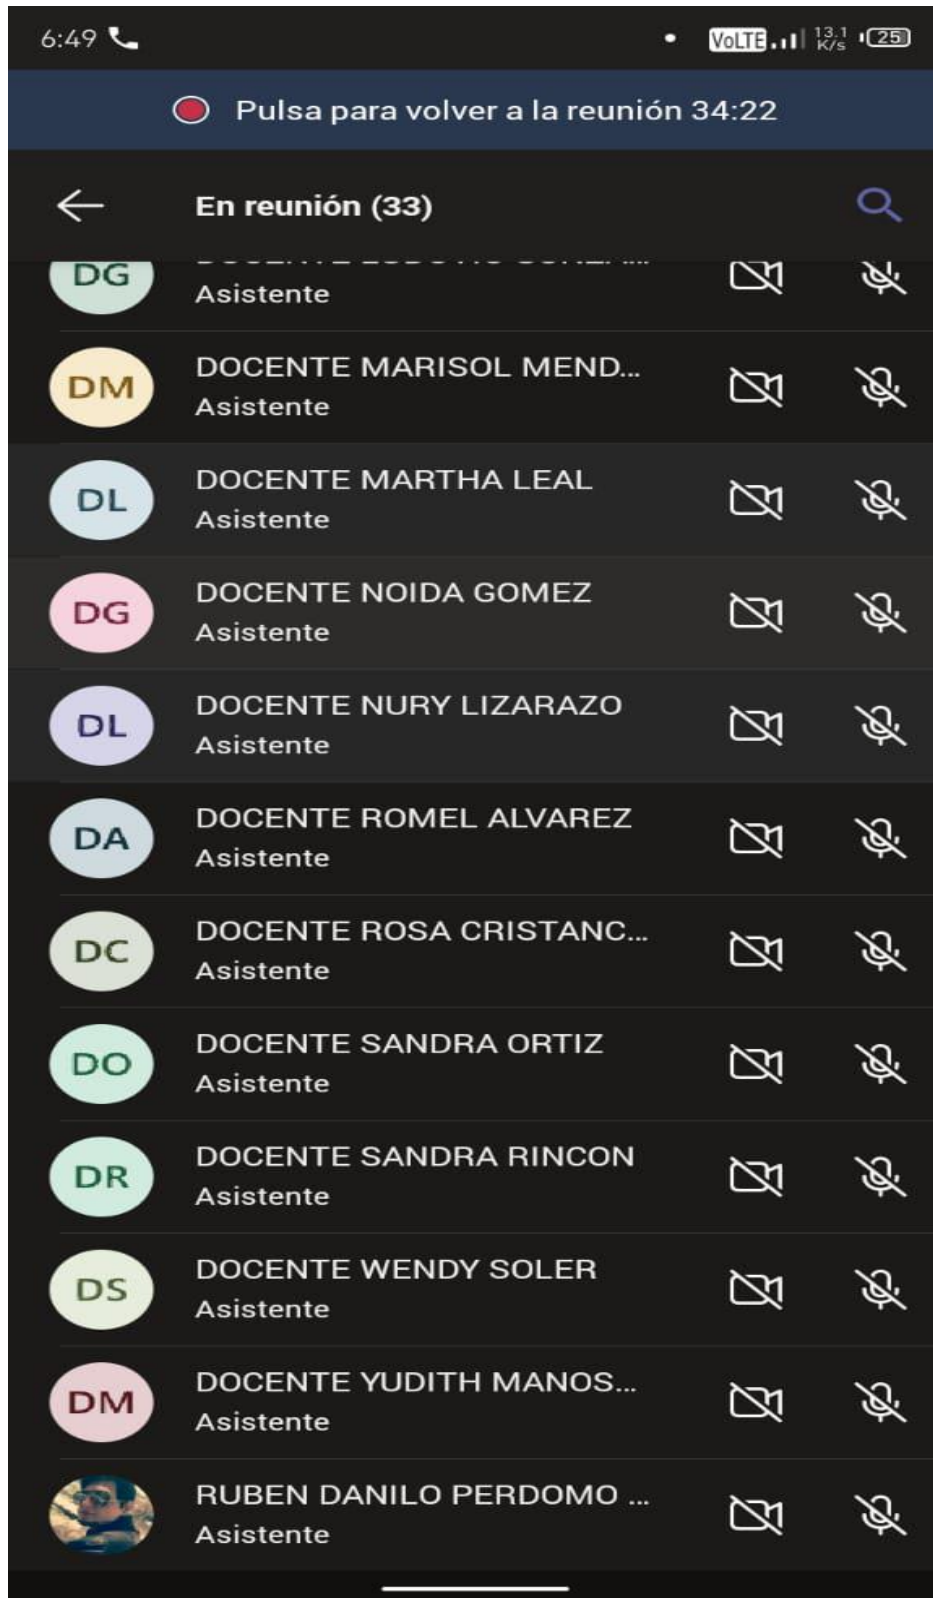 6:49
VoLTE
13.1
K/s
25
Pulsa para volver a la reunión 34:22
En reunión (33)
DG
Asistente
DM
DOCENTE MARISOL MEND...
Asistente
DL
DOCENTE MARTHA LEAL
Asistente
DG
DOCENTE NOIDA GOMEZ
Asistente
DL
DOCENTE NURY LIZARAZO
Asistente
DA
DOCENTE ROMEL ALVAREZ
Asistente
DC
DOCENTE ROSA CRISTANC...
Asistente
DO
DOCENTE SANDRA ORTIZ
Asistente
DR
DOCENTE SANDRA RINCON
Asistente
DS
DOCENTE WENDY SOLER
Asistente
DM
DOCENTE YUDITH MANOS...
Asistente
RUBEN DANILO PERDOMO ...
Asistente